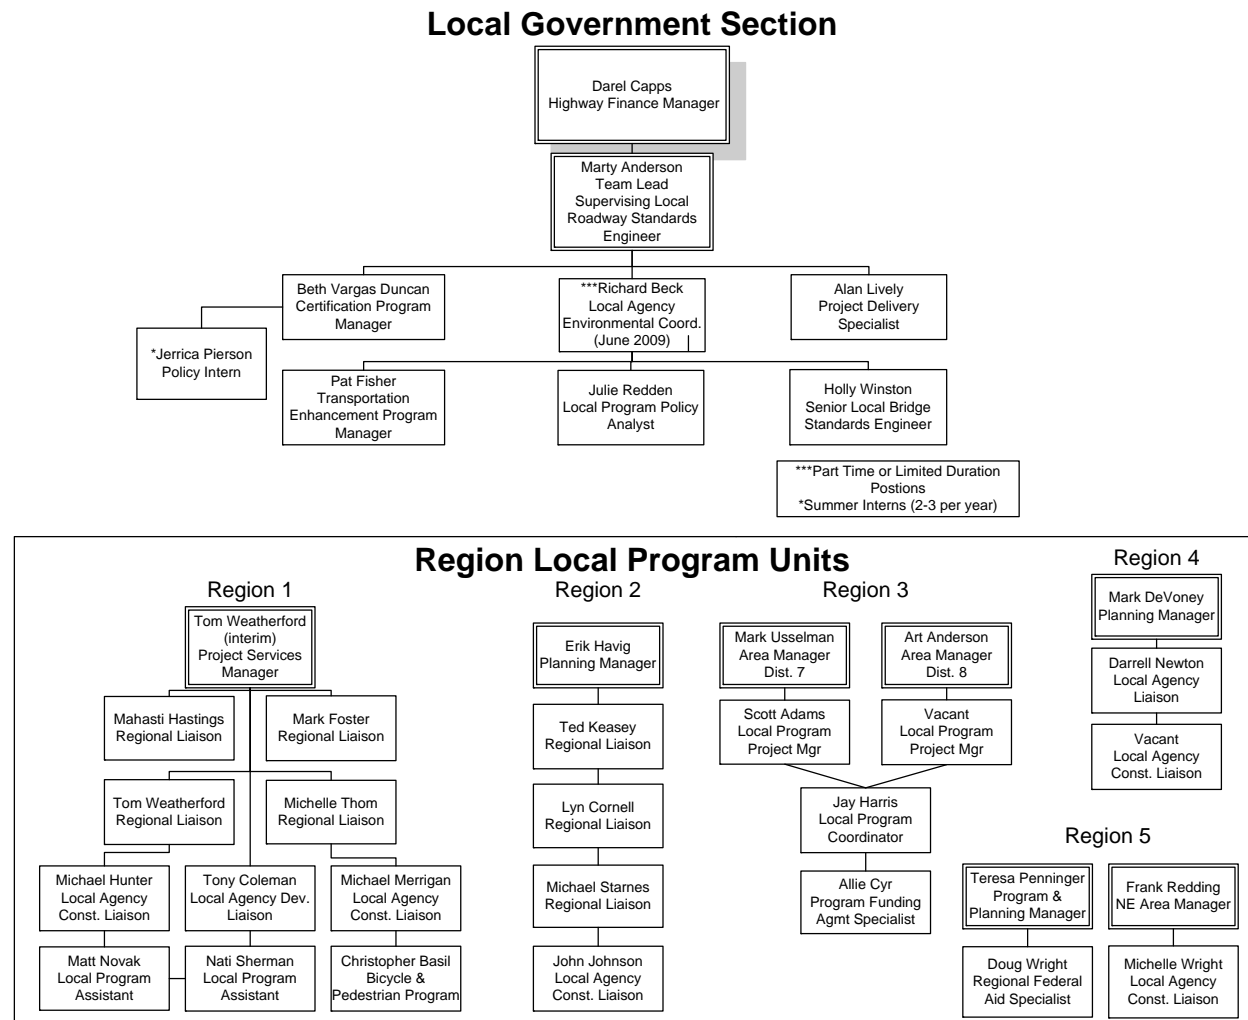 Local Government Section
Darel Capps
Highway Finance Manager
Marty Anderson
Team Lead
Supervising Local
Roadway Standards
Engineer
Beth Vargas Duncan
Certification Program
Manager
***Richard Beck
Local Agency
Environmental Coord.
(June 2009)
Alan Lively
Project Delivery
Specialist
*Jerrica Pierson
Policy Intern
Pat Fisher
Transportation
Enhancement Program
Manager
Julie Redden
Local Program Policy
Analyst
Holly Winston
Senior Local Bridge
Standards Engineer
***Part Time or Limited Duration
Postions
*Summer Interns (2-3 per year)
Region Local Program Units
Region 1
Tom Weatherford
(interim)
Project Services
Manager
Mahasti Hastings
Regional Liaison
Mark Foster
Regional Liaison
Tom Weatherford
Regional Liaison
Michelle Thom
Regional Liaison
Michael Hunter
Local Agency
Const. Liaison
Tony Coleman
Local Agency Dev.
Liaison
Michael Merrigan
Local Agency
Const. Liaison
Matt Novak
Local Program
Assistant
Nati Sherman
Local Program
Assistant
Christopher Basil
Bicycle &
Pedestrian Program
Region 2
Erik Havig
Planning Manager
Ted Keasey
Regional Liaison
Lyn Cornell
Regional Liaison
Michael Starnes
Regional Liaison
John Johnson
Local Agency
Const. Liaison
Region 3
Mark Usselman
Area Manager
Dist. 7
Art Anderson
Area Manager
Dist. 8
Scott Adams
Local Program
Project Mgr
Vacant
Local Program
Project Mgr
Jay Harris
Local Program
Coordinator
Allie Cyr
Program Funding
Agmt Specialist
Region 4
Mark DeVoney
Planning Manager
Darrell Newton
Local Agency
Liaison
Vacant
Local Agency
Const. Liaison
Region 5
Teresa Penninger
Program &
Planning Manager
Frank Redding
NE Area Manager
Doug Wright
Regional Federal
Aid Specialist
Michelle Wright
Local Agency
Const. Liaison